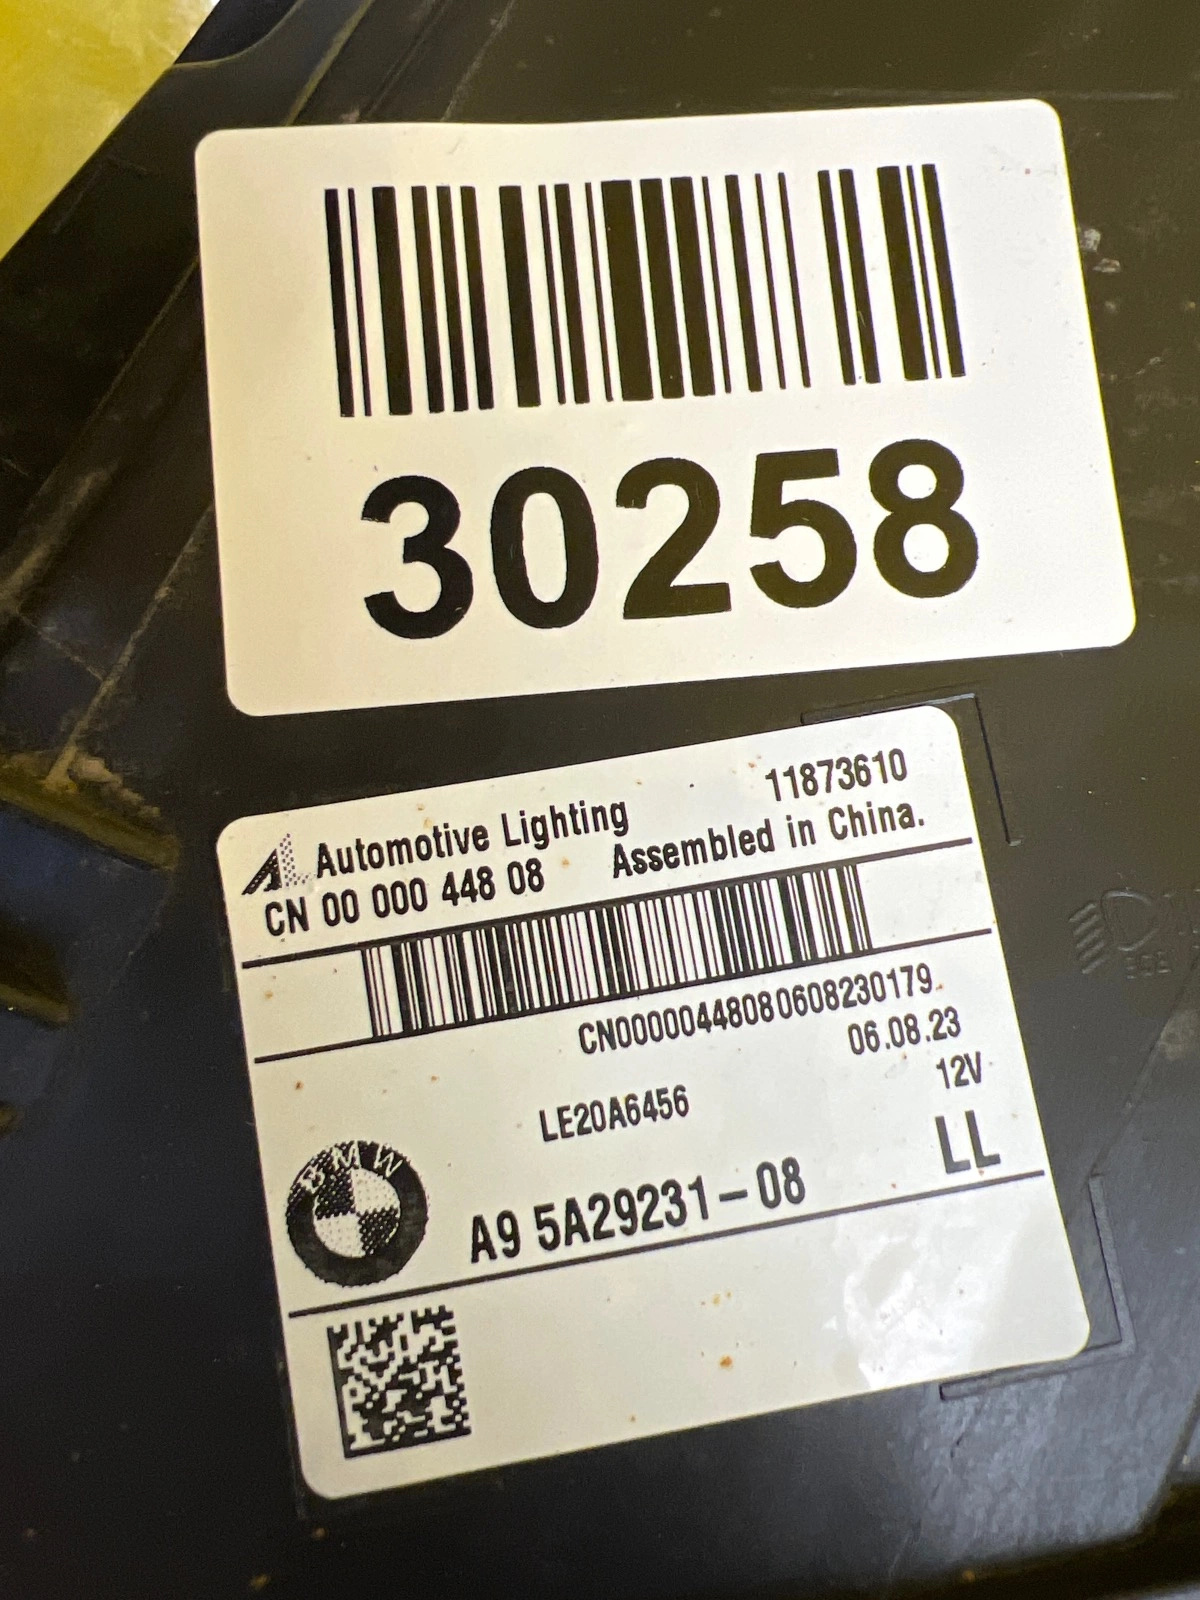 30258
Automotive Lighting 11873610
CN 00 000 448 08 Assembled in China.
CN00000448080608230179
06.08.23
LE20A6456 12V
BMW A9 5A29231-08 LL